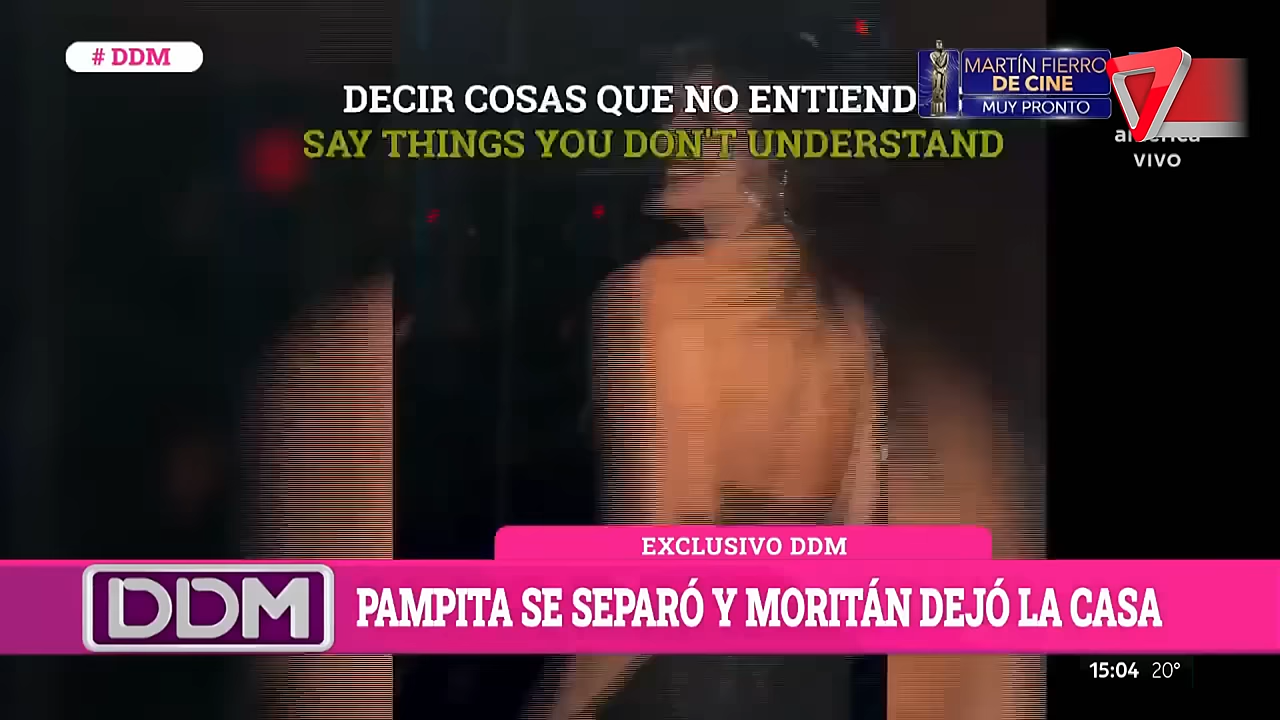 # DDM
MARTÍN FIERRO
DE CINE
MUY PRONTO
DECIR COSAS QUE NO ENTIEND
SAY THINGS YOU DON'T UNDERSTAND
VIVO
EXCLUSIVO DDM
DDM
PAMPITA SE SEPARÓ Y MORITÁN DEJÓ LA CASA
15:04 20°